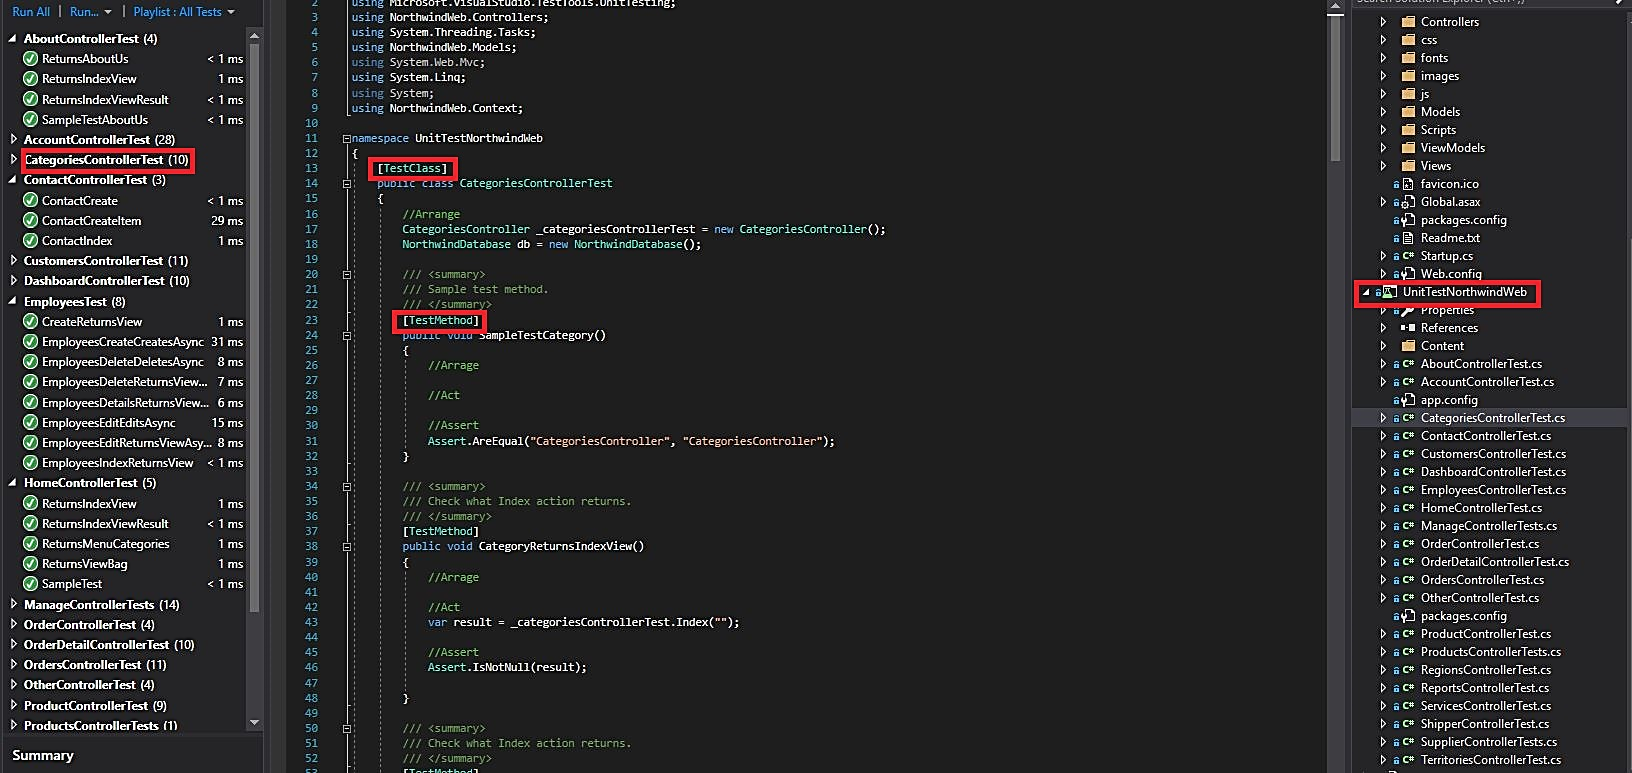 Run All | Run... | Playlist : All Tests
AboutControllerTest (4)
ReturnsAboutUs < 1 ms
ReturnsIndexView 1 ms
ReturnsIndexViewResult < 1 ms
SampleTestAboutUs < 1 ms
AccountControllerTest (28)
CategoriesControllerTest (10)
ContactControllerTest (3)
ContactCreate < 1 ms
ContactCreateItem 29 ms
ContactIndex 1 ms
CustomersControllerTest (11)
DashboardControllerTest (10)
EmployeesTest (8)
CreateReturnsView 1 ms
EmployeesCreateCreatesAsync 31 ms
EmployeesDeleteDeletesAsync 8 ms
EmployeesDeleteReturnsView... 7 ms
EmployeesDetailsReturnsView... 6 ms
EmployeesEditEditsAsync 15 ms
EmployeesEditReturnsViewAsy... 8 ms
EmployeesIndexReturnsView < 1 ms
HomeControllerTest (5)
ReturnsIndexView 1 ms
ReturnsIndexViewResult < 1 ms
ReturnsMenuCategories 1 ms
ReturnsViewBag 1 ms
SampleTest < 1 ms
ManageControllerTests (14)
OrderControllerTest (4)
OrderDetailControllerTest (10)
OrdersControllerTest (11)
OtherControllerTest (4)
ProductControllerTest (9)
ProductsControllerTests (1)
Summary
2 using Microsoft.VisualStudio.TestTools.UnitTesting;
3 using NorthwindWeb.Controllers;
4 using System.Threading.Tasks;
5 using NorthwindWeb.Models;
6 using System.Web.Mvc;
7 using System.Linq;
8 using System;
9 using NorthwindWeb.Context;
10
11 namespace UnitTestNorthwindWeb
12 {
13 [TestClass]
14 public class CategoriesControllerTest
15 {
16 //Arrange
17 CategoriesController _categoriesControllerTest = new CategoriesController();
18 NorthwindDatabase db = new NorthwindDatabase();
19
20 /// <summary>
21 /// Sample test method.
22 /// </summary>
23 [TestMethod]
24 public void SampleTestCategory()
25 {
26 //Arrage
27
28 //Act
29
30 //Assert
31 Assert.AreEqual("CategoriesController", "CategoriesController");
32 }
33
34 /// <summary>
35 /// Check what Index action returns.
36 /// </summary>
37 [TestMethod]
38 public void CategoryReturnsIndexView()
39 {
40 //Arrage
41
42 //Act
43 var result = _categoriesControllerTest.Index("");
44
45 //Assert
46 Assert.IsNotNull(result);
47
48 }
49
50 /// <summary>
51 /// Check what Index action returns.
52 /// </summary>
53 [TestMethod]
Search Solution Explorer (Ctrl+;)
Controllers
css
fonts
images
js
Models
Scripts
ViewModels
Views
favicon.ico
Global.asax
packages.config
Readme.txt
Startup.cs
Web.config
UnitTestNorthwindWeb
Properties
References
Content
AboutControllerTest.cs
AccountControllerTest.cs
app.config
CategoriesControllerTest.cs
ContactControllerTest.cs
CustomersControllerTest.cs
DashboardControllerTest.cs
EmployeesControllerTest.cs
HomeControllerTest.cs
ManageControllerTests.cs
OrderControllerTest.cs
OrderDetailControllerTest.cs
OrdersControllerTest.cs
OtherControllerTest.cs
packages.config
ProductControllerTest.cs
ProductsControllerTests.cs
RegionsControllerTest.cs
ReportsControllerTest.cs
ServicesControllerTest.cs
ShipperControllerTest.cs
SupplierControllerTests.cs
TerritoriesControllerTest.cs